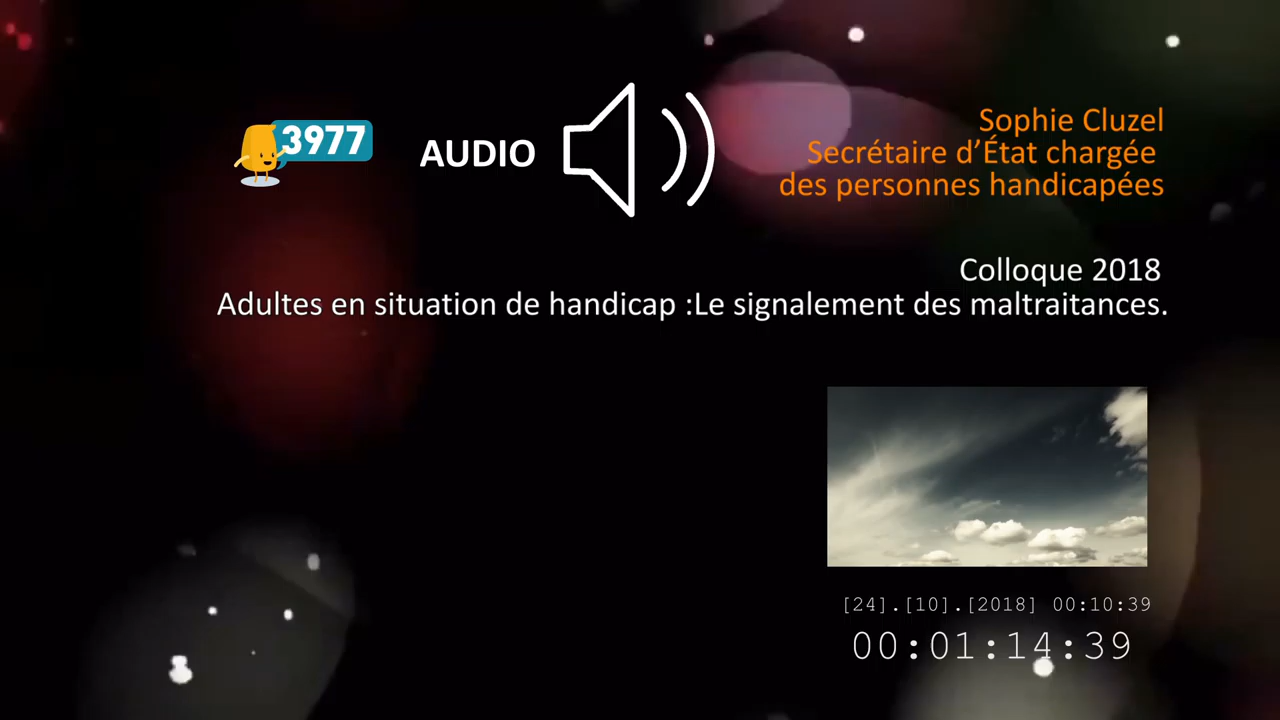 3977
AUDIO
Sophie Cluzel
Secrétaire d’État chargée
des personnes handicapées
Colloque 2018
Adultes en situation de handicap :Le signalement des maltraitances.
[24].[10].[2018] 00:10:39
00:01:14:39